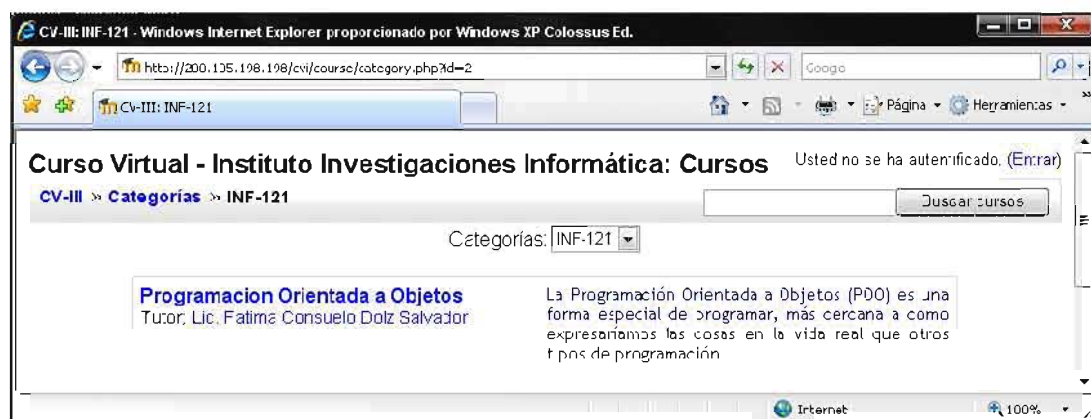 CV-III: INF-121 - Windows Internet Explorer proporcionado por Windows XP Colossus Ed.
http://200.105.198.198/cvi/course/category.php?id=2
Google
CV-III: INF-121
Página
Herramientas
Curso Virtual - Instituto Investigaciones Informática: Cursos
Usted no se ha autentificado. (Entrar)
CV-III » Categorías » INF-121
Buscar cursos
Categorías: INF-121
Programacion Orientada a Objetos
Tutor: Lic. Fatima Consuelo Dolz Salvador
La Programación Orientada a Objetos (POO) es una
forma especial de programar, más cercana a como
expresaríamos las cosas en la vida real que otros
tipos de programación
Internet
100%